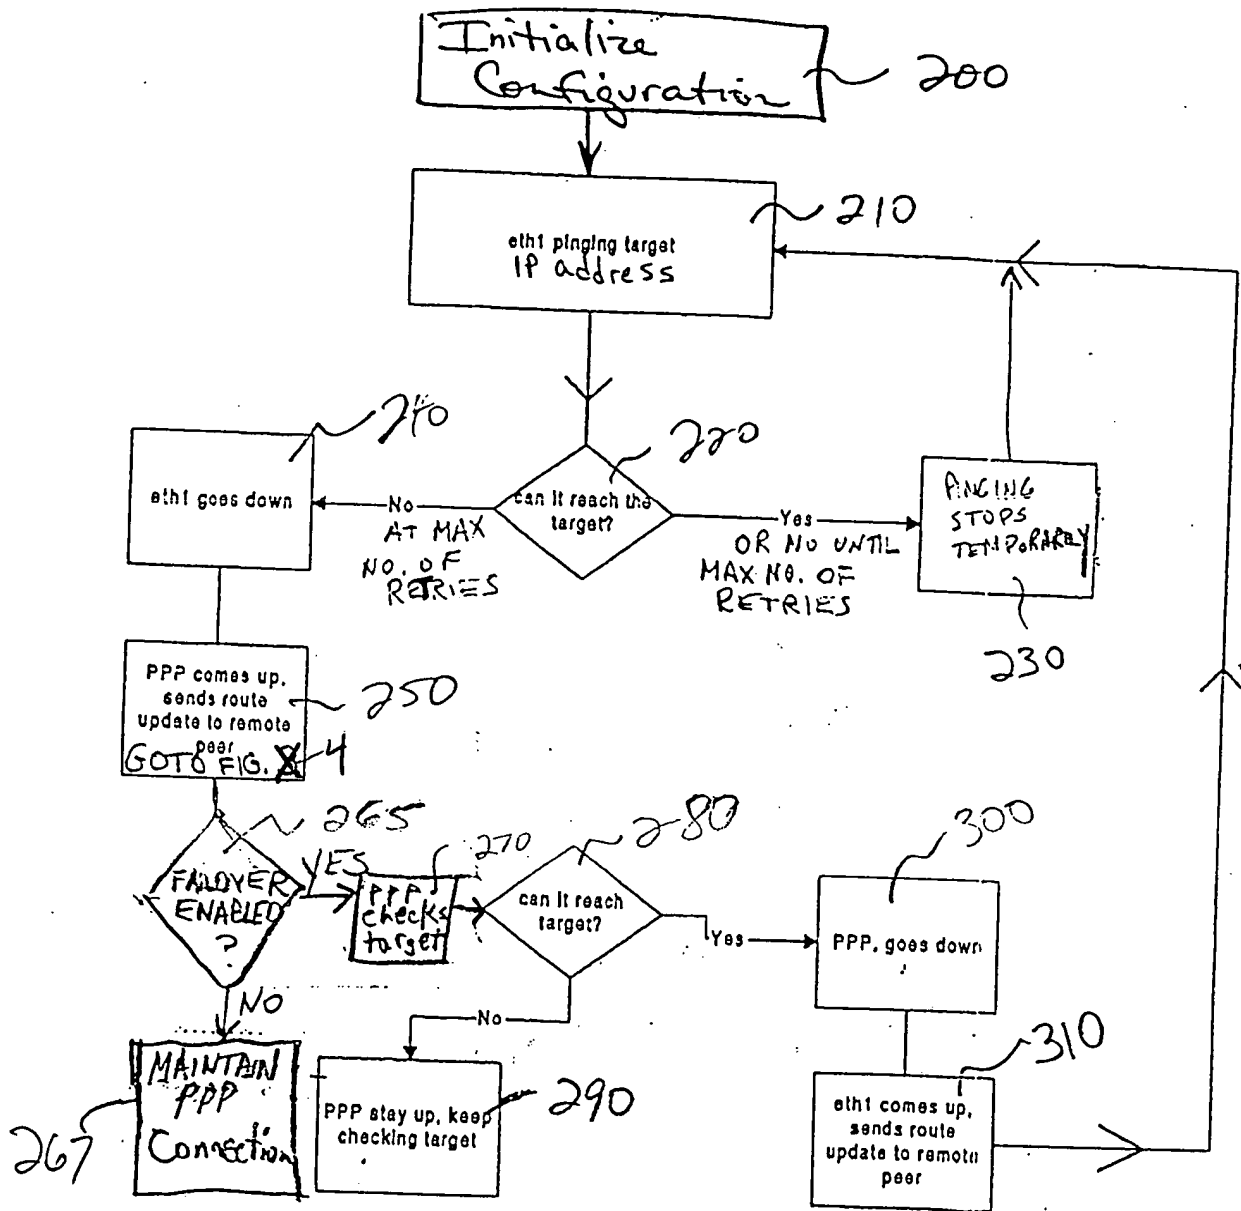 Initialize
Configuration
200
eth1 pinging target
IP address
210
can it reach the
target?
220
No
AT MAX
NO. OF
RETRIES
Yes
OR NO UNTIL
MAX NO. OF
RETRIES
eth1 goes down
240
PINGING
STOPS
TEMPORARELY
230
PPP comes up,
sends route
update to remote
peer
GOTO FIG. 4
250
FAILOVER
ENABLED
?
265
YES
PPP
checks
target
270
can it reach
target?
280
Yes
PPP. goes down
300
NO
No
MAINTAIN
PPP
Connection
267
PPP stay up, keep
checking target
290
eth1 comes up,
sends route
update to remote
peer
310